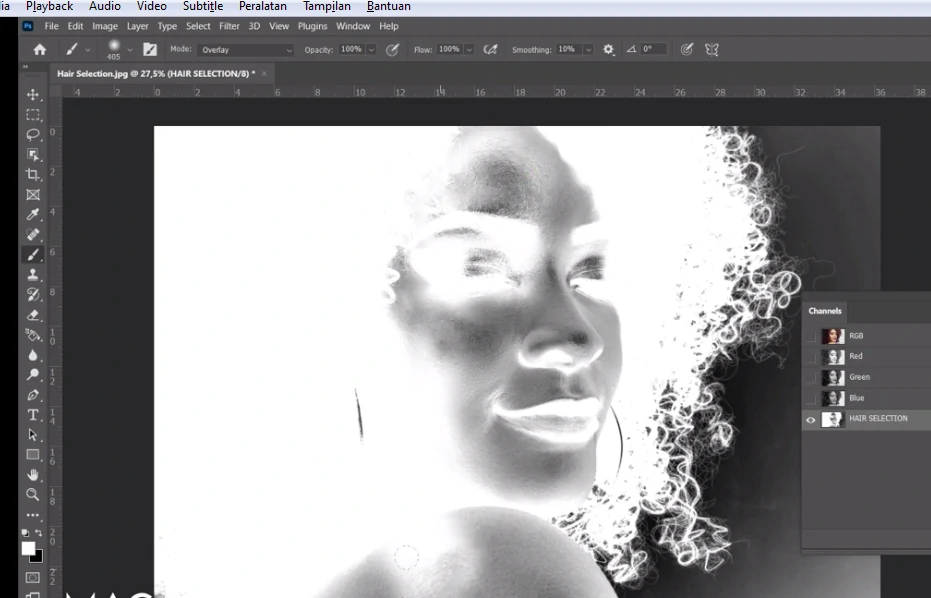 ia Playback Audio Video Subtitle Peralatan Tampilan Bantuan
Ps File Edit Image Layer Type Select Filter 3D View Plugins Window Help
405 Mode: Overlay Opacity: 100% Flow: 100% Smoothing: 10% 0°
Hair Selection.jpg @ 27,5% (HAIR SELECTION/8) * ×
4 2 0 2 4 6 8 10 12 14 16 18 20 22 24 26 28 30 32 34 36 38
0
2
4
6
8
10
12
14
16
18
20
22
Channels
RGB
Red
Green
Blue
HAIR SELECTION